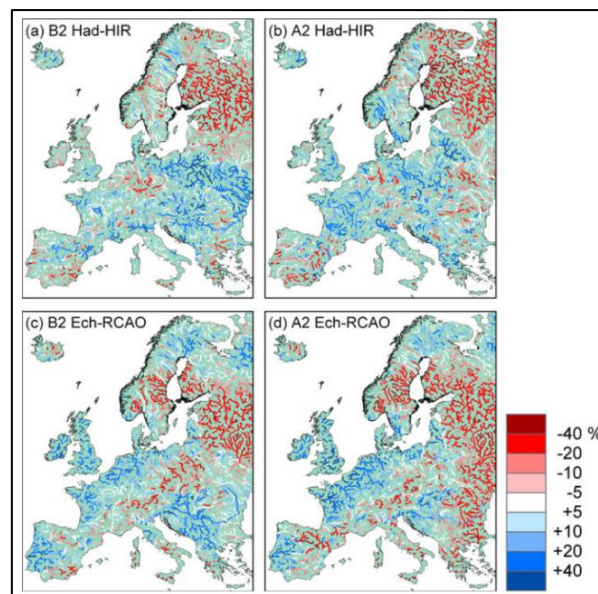 (a) B2 Had-HIR
(b) A2 Had-HIR
(c) B2 Ech-RCAO
(d) A2 Ech-RCAO
-40 %
-20
-10
-5
+5
+10
+20
+40